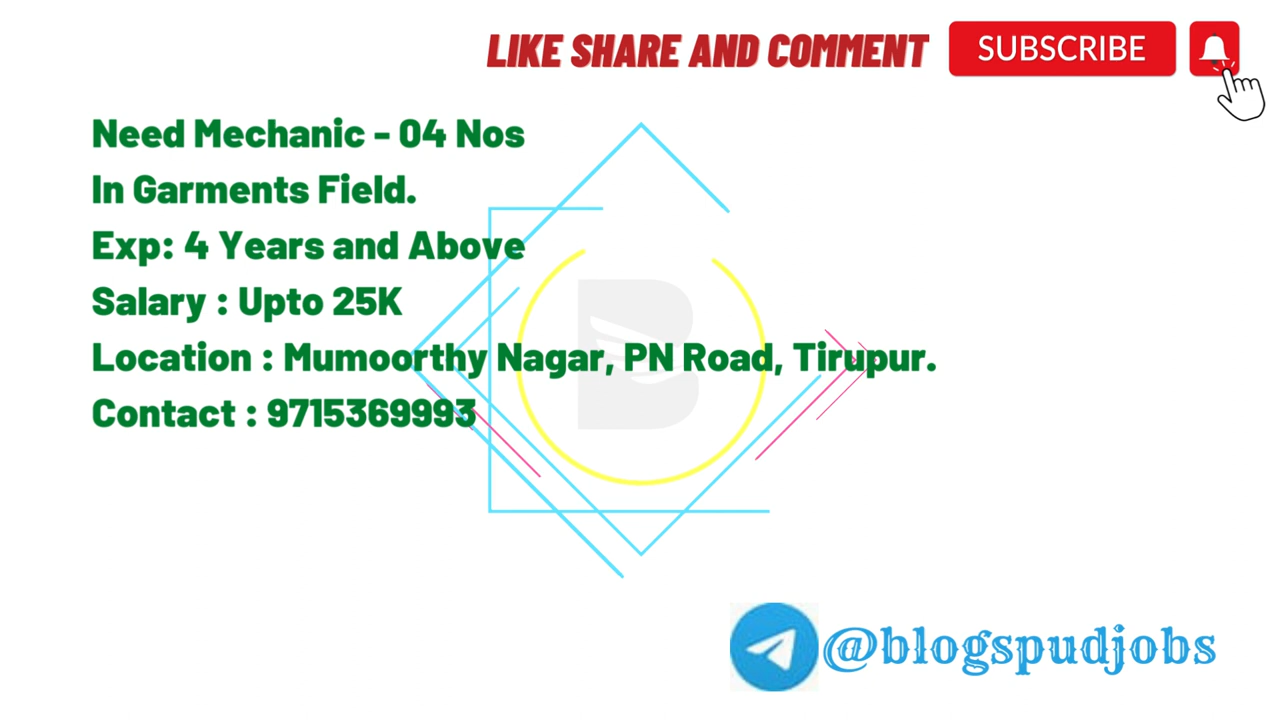 LIKE SHARE AND COMMENT
SUBSCRIBE
Need Mechanic - 04 Nos
In Garments Field.
Exp: 4 Years and Above
Salary : Upto 25K
Location : Mumoorthy Nagar, PN Road, Tirupur.
Contact : 9715369993
B
@blogspudjobs